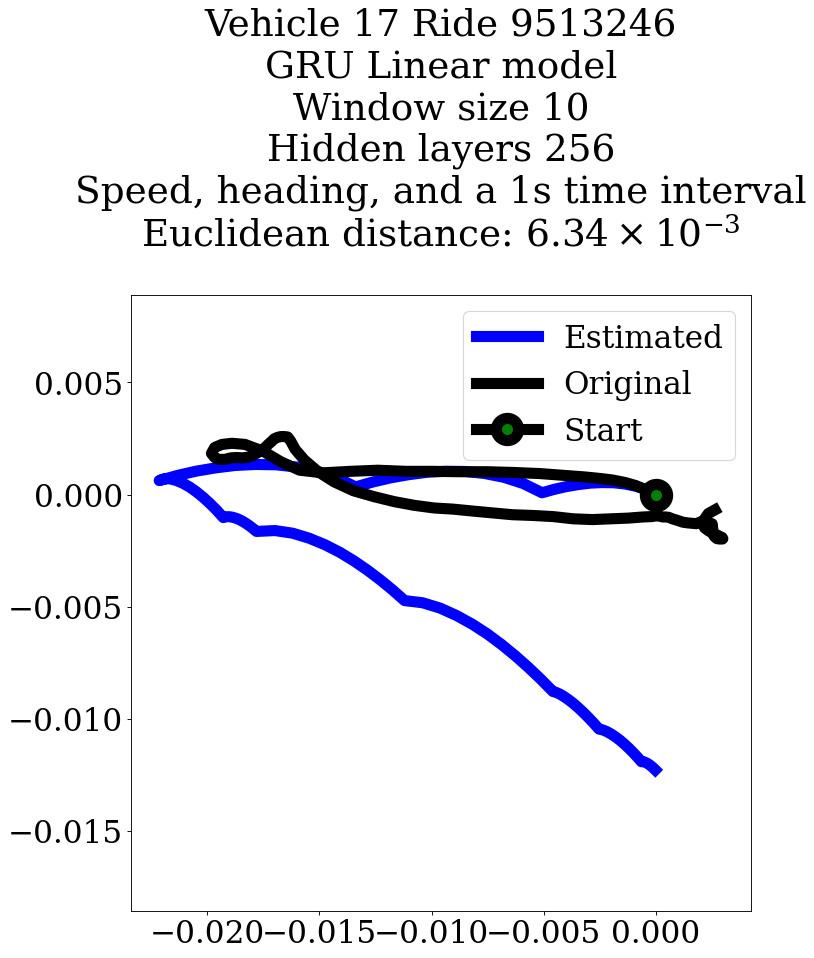 Vehicle 17 Ride 9513246
GRU Linear model
Window size 10
Hidden layers 256
Speed, heading, and a 1s time interval
Euclidean distance: 6.34 × 10⁻³
Estimated
Original
Start
0.005
0.000
−0.005
−0.010
−0.015
−0.020 −0.015 −0.010 −0.005 0.000